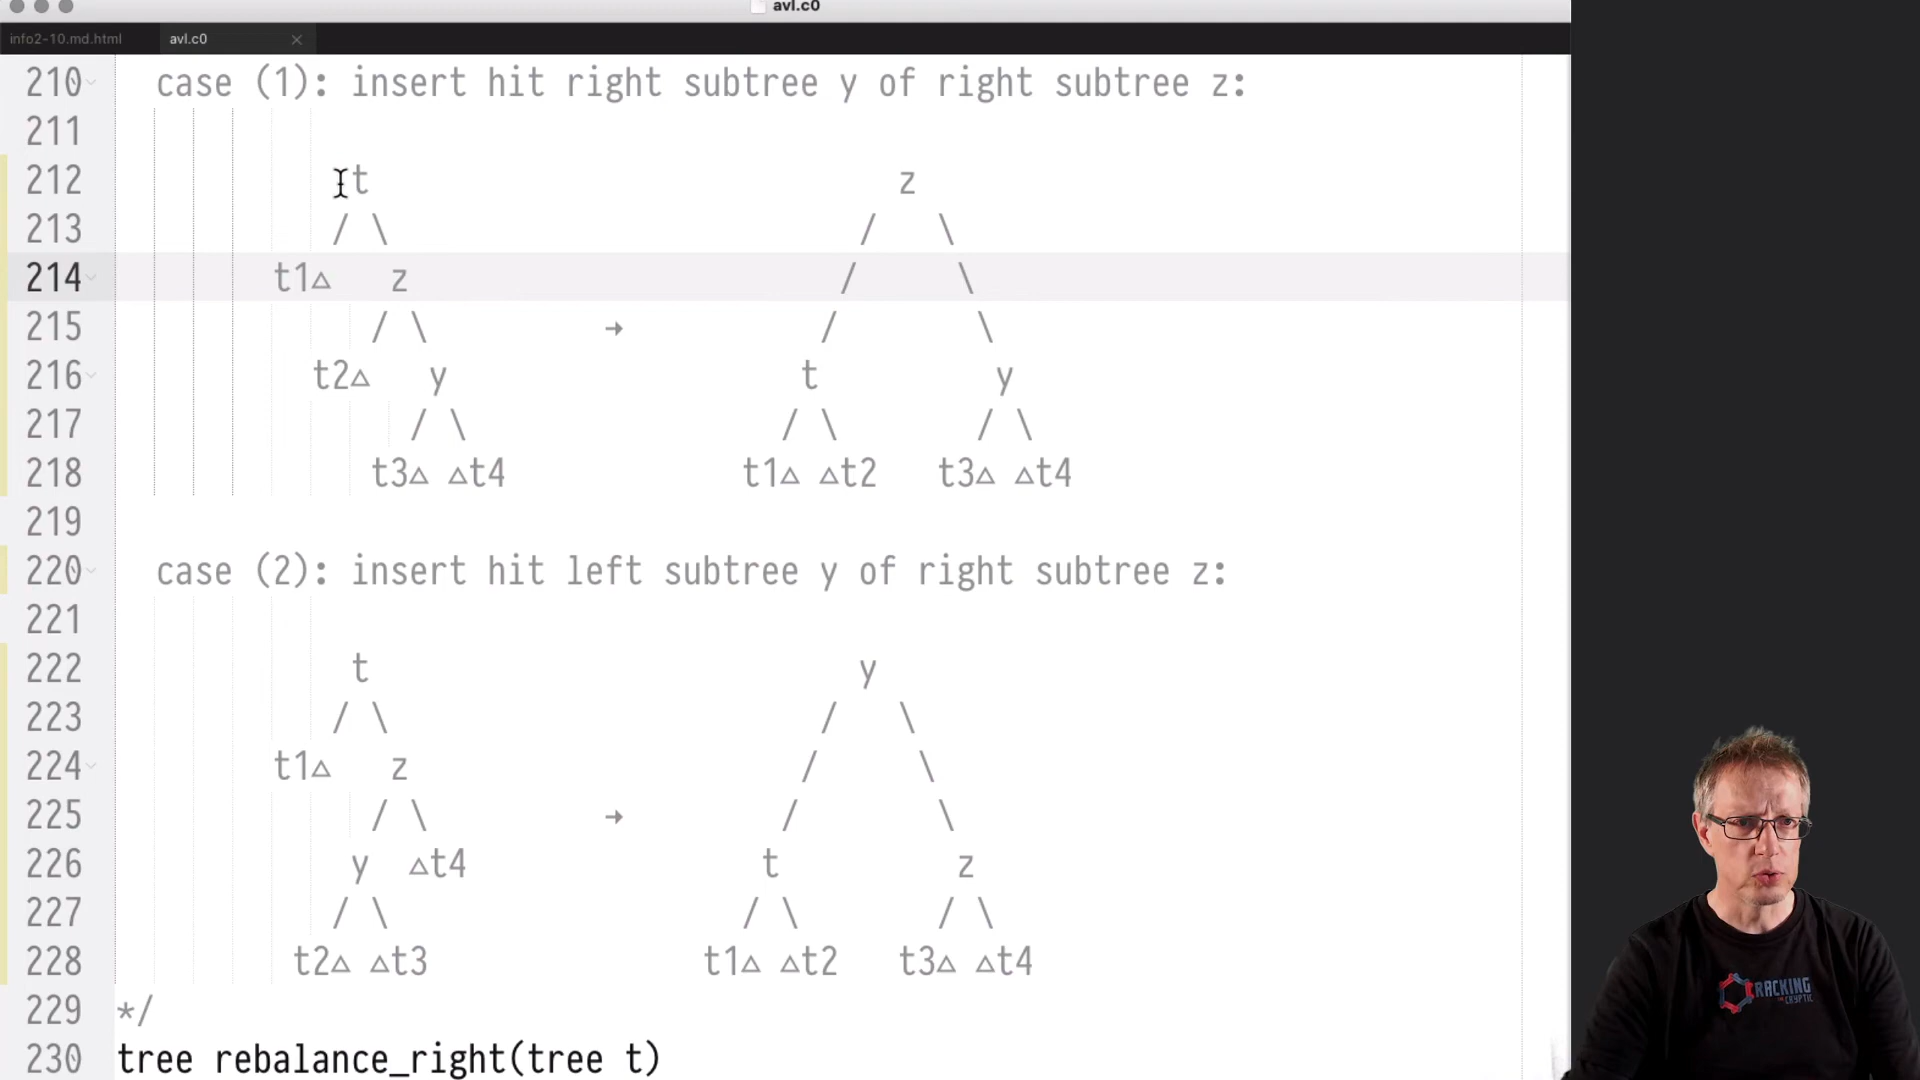 avl.c0
info2-10.md.html
avl.c0
210 case (1): insert hit right subtree y of right subtree z:
211
212 t z
213 / \ / \
214 t1△ z / \
215 / \ → / \
216 t2△ y t y
217 / \ / \ / \
218 t3△ △t4 t1△ △t2 t3△ △t4
219
220 case (2): insert hit left subtree y of right subtree z:
221
222 t y
223 / \ / \
224 t1△ z / \
225 / \ → / \
226 y △t4 t z
227 / \ / \ / \
228 t2△ △t3 t1△ △t2 t3△ △t4
229 */
230 tree rebalance_right(tree t)
CRACKING
THE CRYPTIC